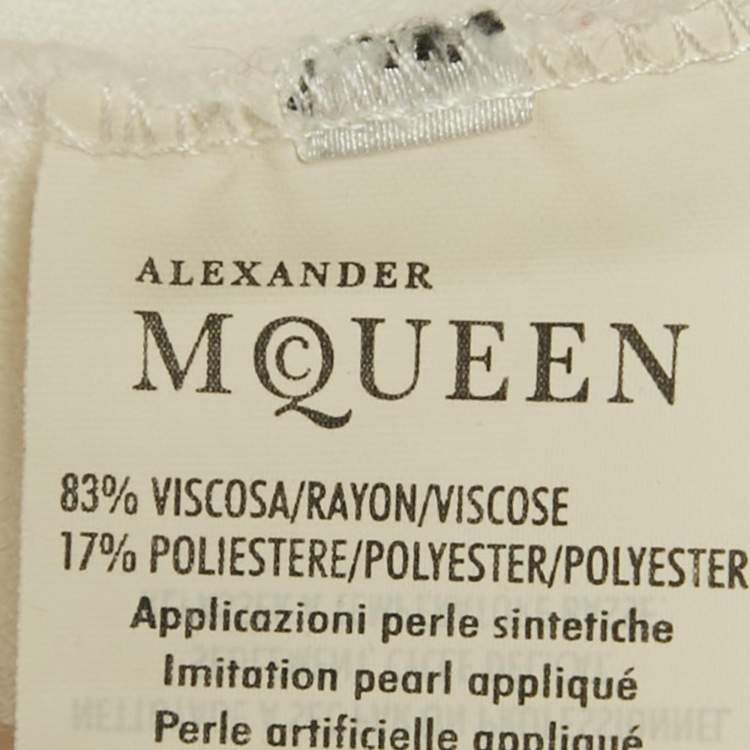 ALEXANDER
MCQUEEN
83% VISCOSA/RAYON/VISCOSE
17% POLIESTERE/POLYESTER/POLYESTER
Applicazioni perle sintetiche
Imitation pearl appliqué
Perle artificielle appliqué